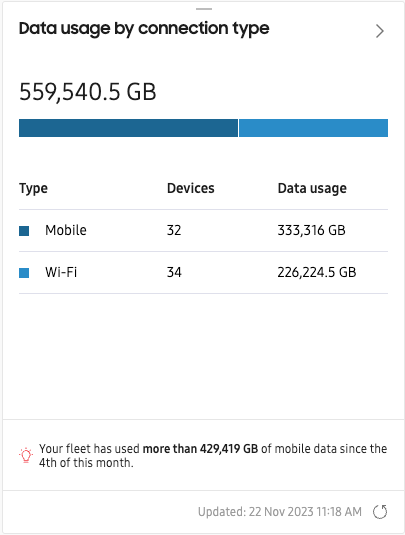 Data usage by connection type
559,540.5 GB
Type Devices Data usage
Mobile 32 333,316 GB
Wi-Fi 34 226,224.5 GB
Your fleet has used more than 429,419 GB of mobile data since the
4th of this month.
Updated: 22 Nov 2023 11:18 AM